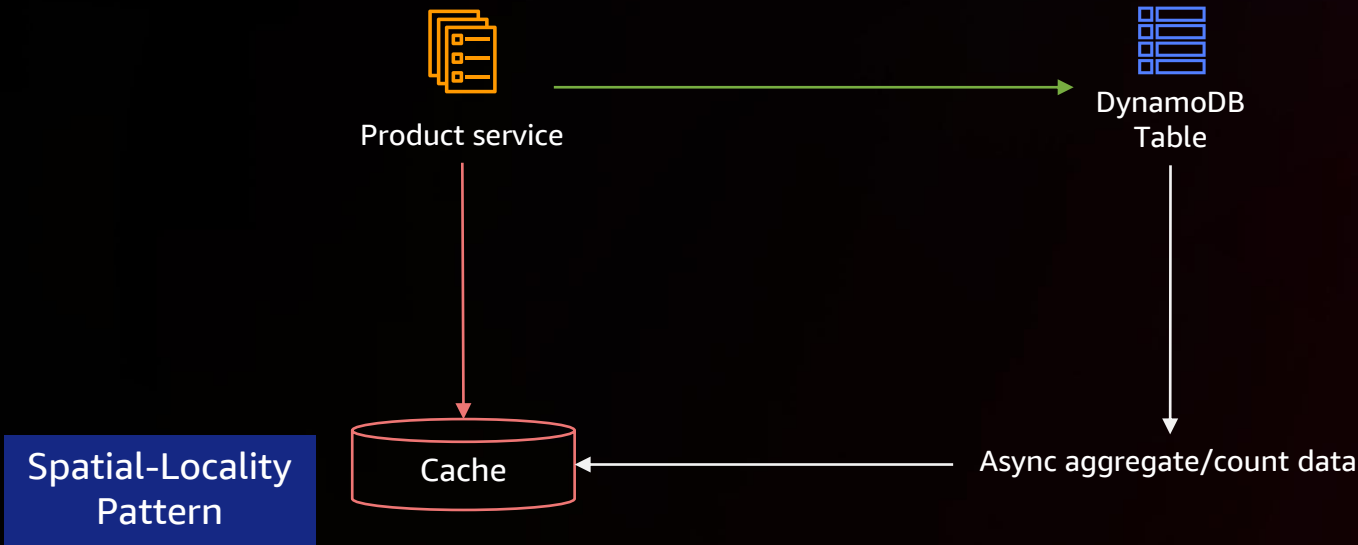 Product service
DynamoDB
Table
Cache
Async aggregate/count data
Spatial-Locality
Pattern